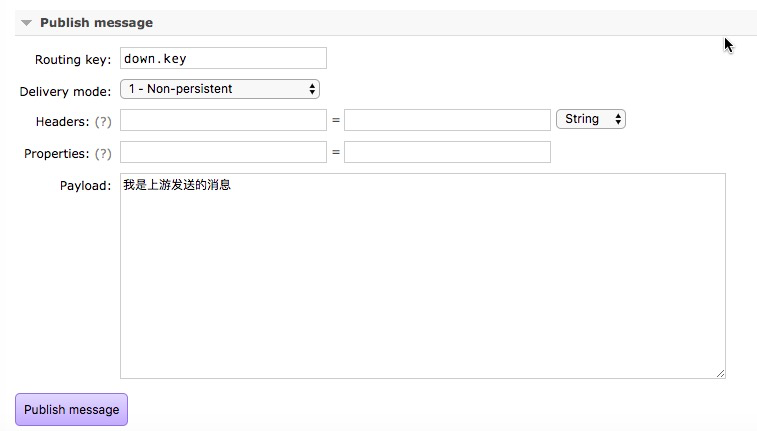 Publish message
Routing key: down.key
Delivery mode: 1 - Non-persistent
Headers: (?) = String
Properties: (?) =
Payload: 我是上游发送的消息
Publish message